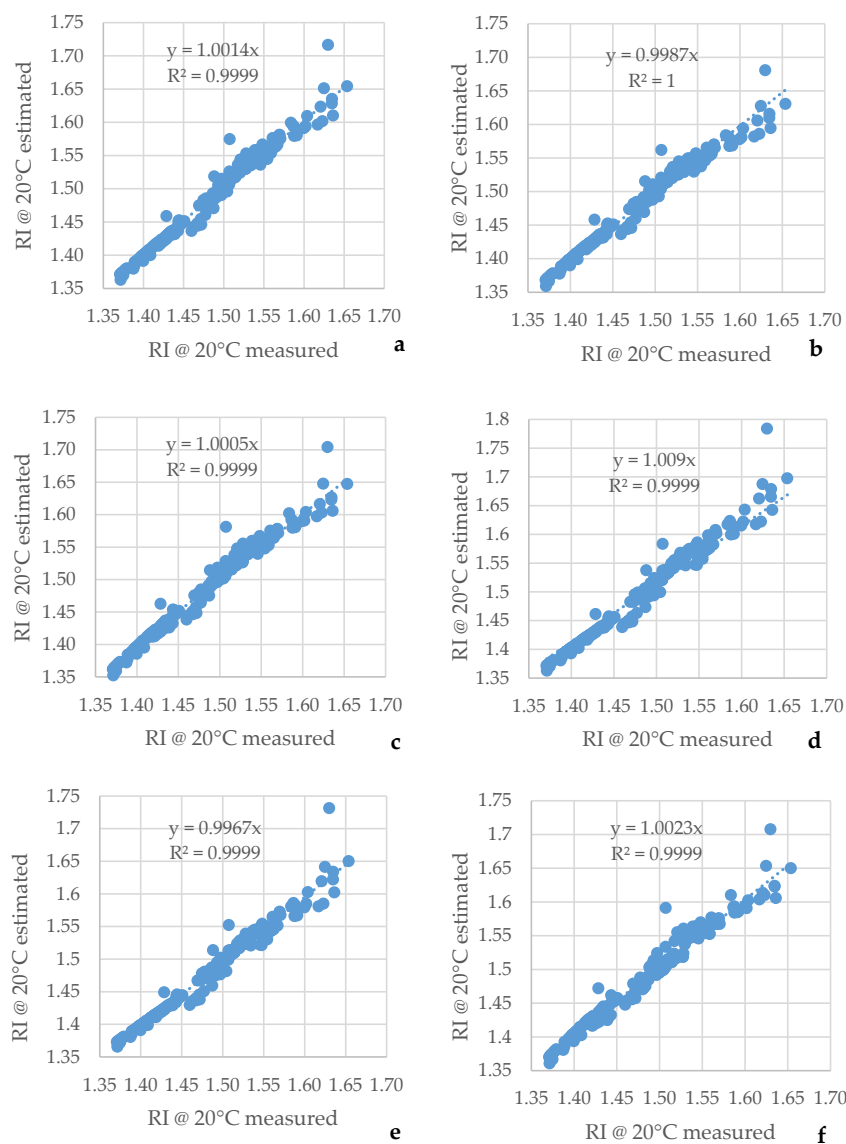 1.75
1.70
1.65
1.60
1.55
1.50
1.45
1.40
1.35
RI @ 20°C estimated
y = 1.0014x
R² = 0.9999
1.35 1.40 1.45 1.50 1.55 1.60 1.65 1.70
RI @ 20°C measured
a
1.75
1.70
1.65
1.60
1.55
1.50
1.45
1.40
1.35
RI @ 20°C estimated
y = 0.9987x
R² = 1
1.35 1.40 1.45 1.50 1.55 1.60 1.65 1.70
RI @ 20°C measured
b
1.75
1.70
1.65
1.60
1.55
1.50
1.45
1.40
1.35
RI @ 20°C estimated
y = 1.0005x
R² = 0.9999
1.35 1.40 1.45 1.50 1.55 1.60 1.65 1.70
RI @ 20°C measured
c
1.8
1.75
1.7
1.65
1.6
1.55
1.5
1.45
1.4
1.35
RI @ 20°C estimated
y = 1.009x
R² = 0.9999
1.35 1.40 1.45 1.50 1.55 1.60 1.65 1.70
RI @ 20°C measured
d
1.75
1.7
1.65
1.6
1.55
1.5
1.45
1.4
1.35
RI @ 20°C estimated
y = 0.9967x
R² = 0.9999
1.35 1.40 1.45 1.50 1.55 1.60 1.65 1.70
RI @ 20°C measured
e
1.75
1.7
1.65
1.6
1.55
1.5
1.45
1.4
1.35
RI @ 20°C estimated
y = 1.0023x
R² = 0.9999
1.35 1.40 1.45 1.50 1.55 1.60 1.65 1.70
RI @ 20°C measured
f